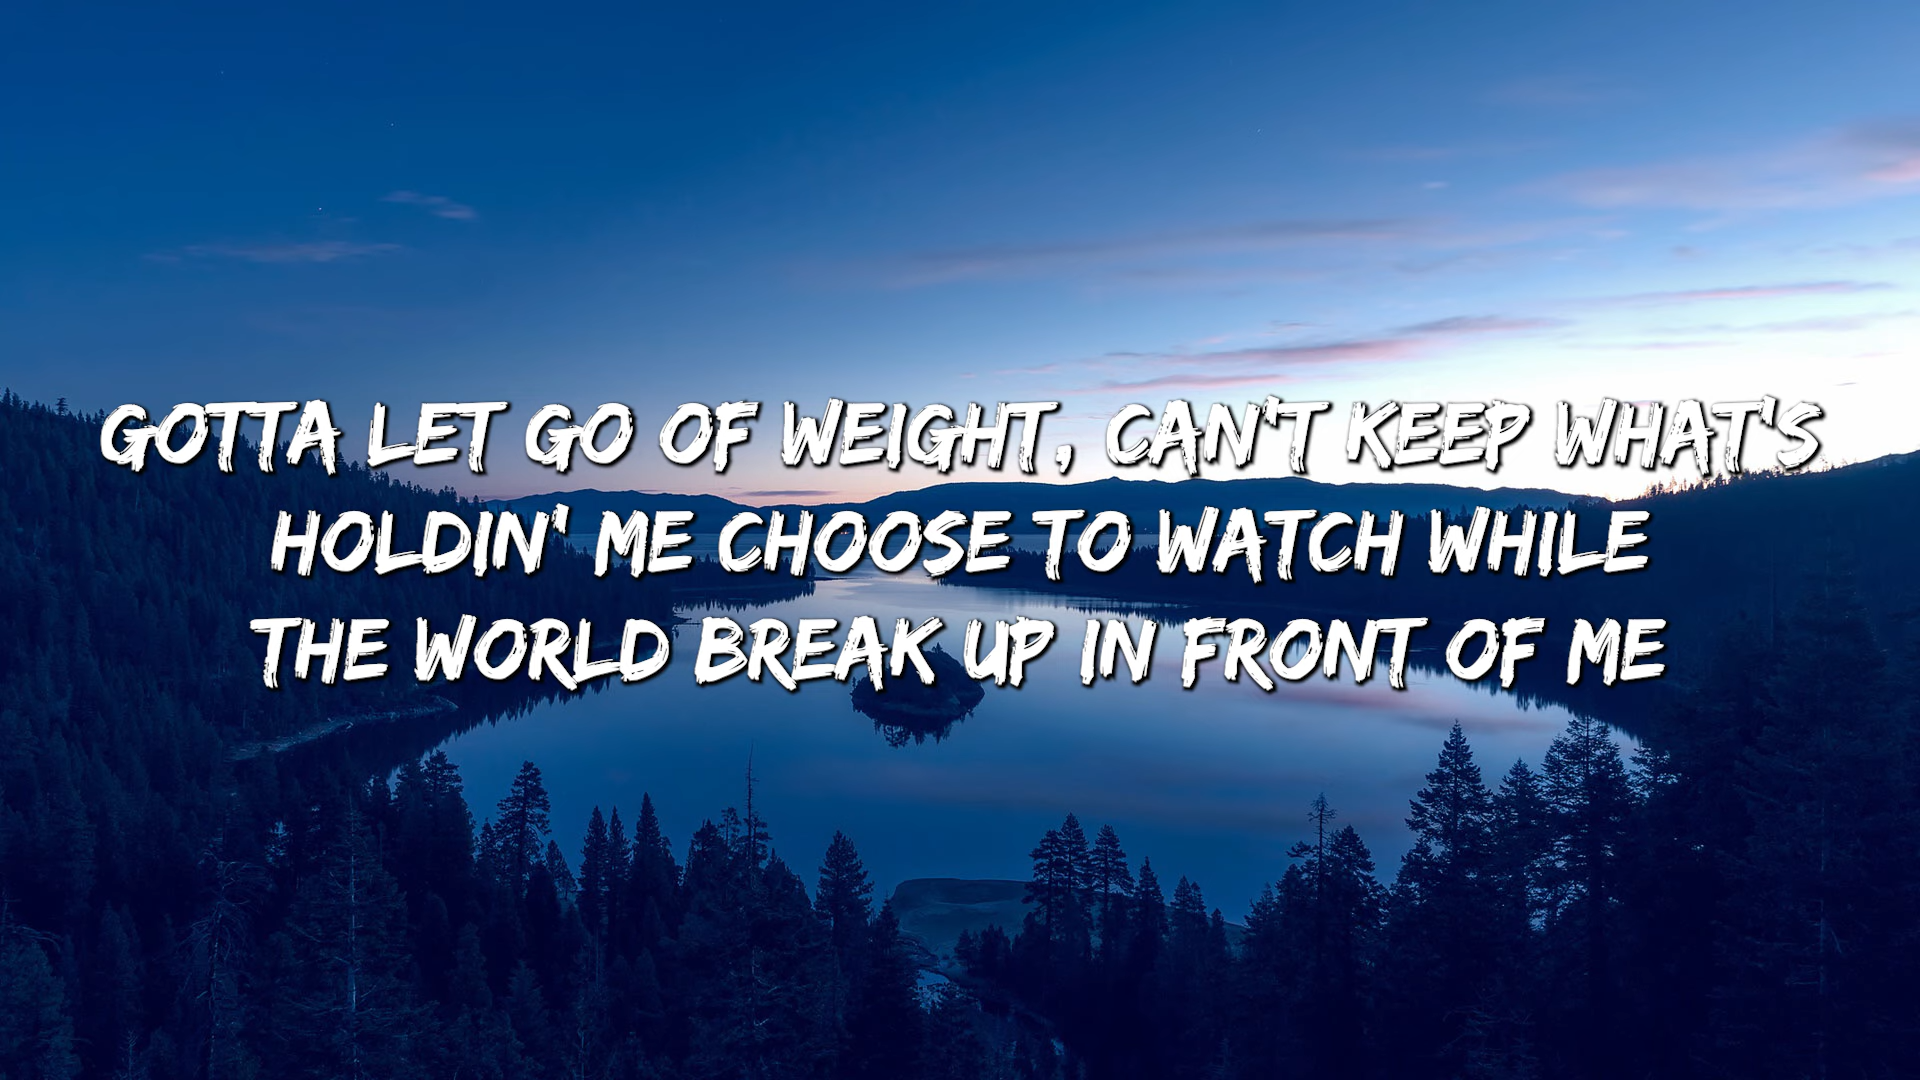 GOTTA LET GO OF WEIGHT, CAN'T KEEP WHAT'S
HOLDIN' ME CHOOSE TO WATCH WHILE
THE WORLD BREAK UP IN FRONT OF ME